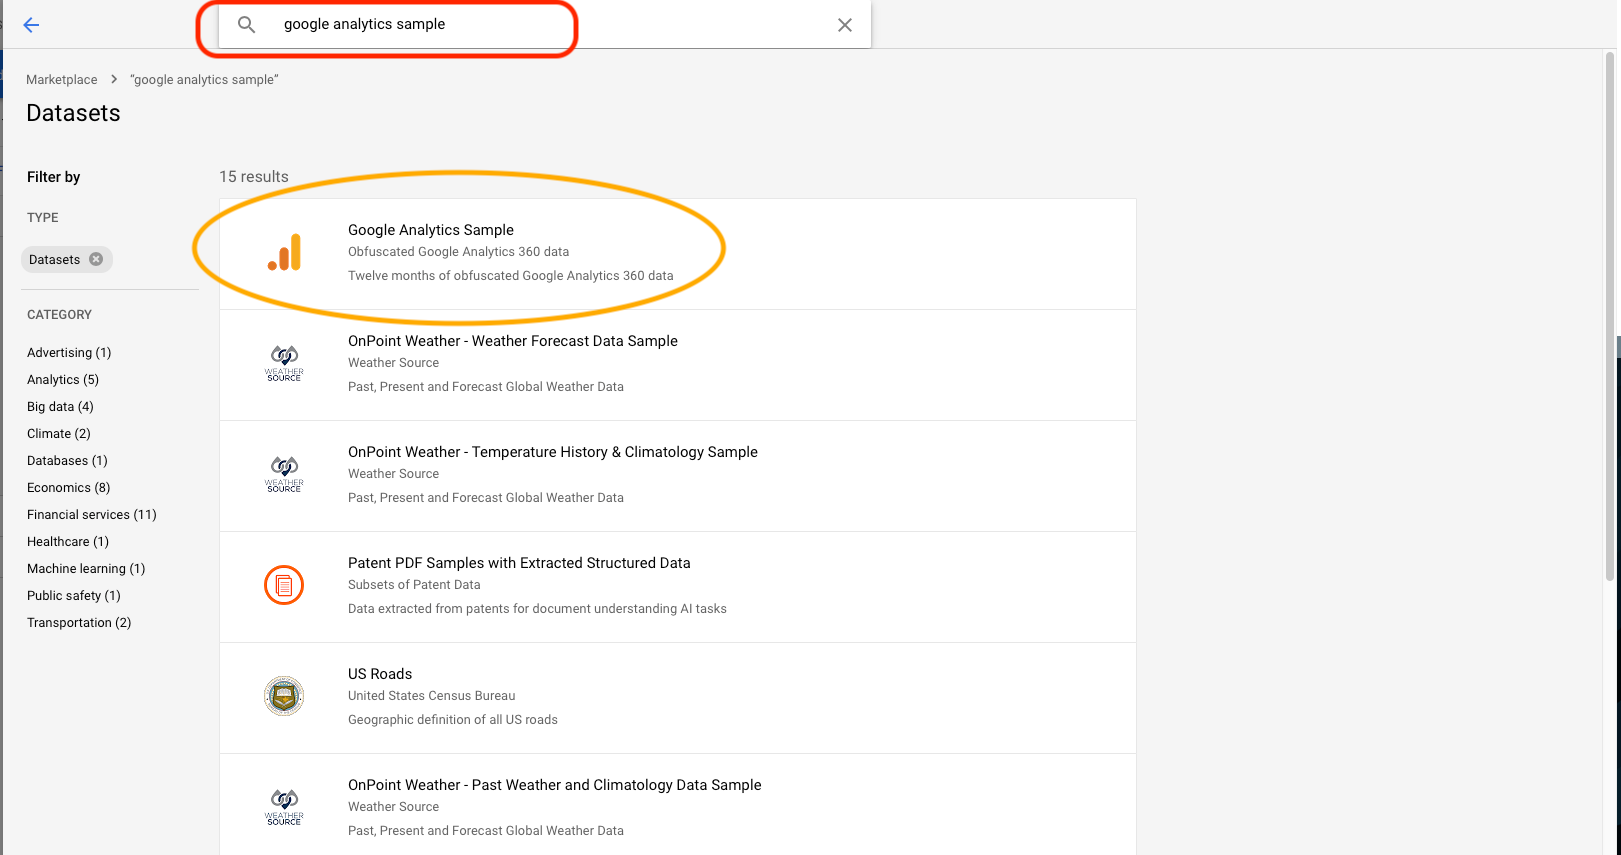 google analytics sample
Marketplace > “google analytics sample”
Datasets
Filter by
TYPE
Datasets
CATEGORY
Advertising (1)
Analytics (5)
Big data (4)
Climate (2)
Databases (1)
Economics (8)
Financial services (11)
Healthcare (1)
Machine learning (1)
Public safety (1)
Transportation (2)
15 results
Google Analytics Sample
Obfuscated Google Analytics 360 data
Twelve months of obfuscated Google Analytics 360 data
WEATHER
SOURCE
OnPoint Weather - Weather Forecast Data Sample
Weather Source
Past, Present and Forecast Global Weather Data
WEATHER
SOURCE
OnPoint Weather - Temperature History & Climatology Sample
Weather Source
Past, Present and Forecast Global Weather Data
Patent PDF Samples with Extracted Structured Data
Subsets of Patent Data
Data extracted from patents for document understanding AI tasks
US Roads
United States Census Bureau
Geographic definition of all US roads
WEATHER
SOURCE
OnPoint Weather - Past Weather and Climatology Data Sample
Weather Source
Past, Present and Forecast Global Weather Data